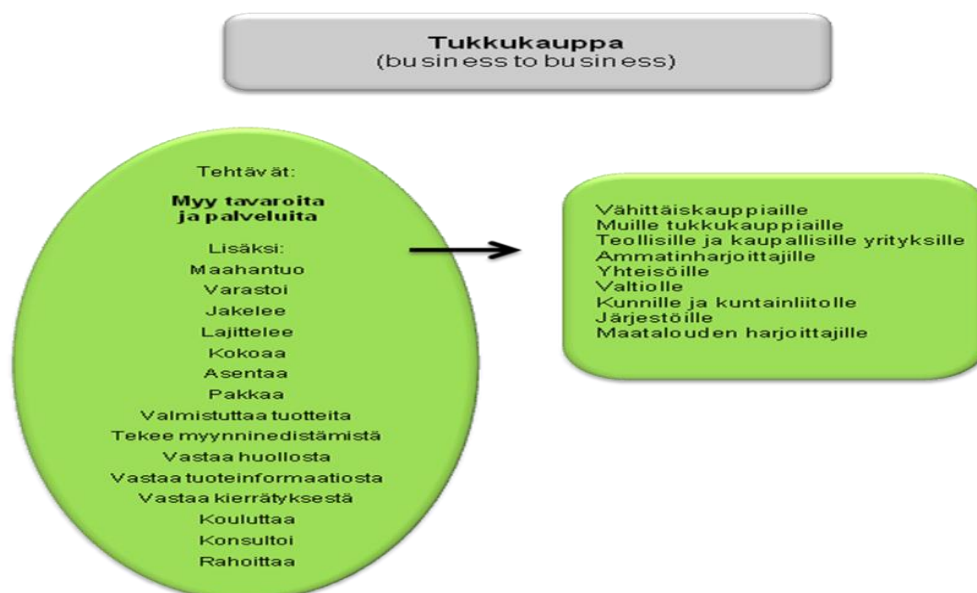 Tukkukauppa
(business to business)
Tehtävät:
Myy tavaroita
ja palveluita
Lisäksi:
Maahantuo
Varastoi
Jakelee
Lajittelee
Kokoaa
Asentaa
Pakkaa
Valmistuttaa tuotteita
Tekee myynninedistämistä
Vastaa huollosta
Vastaa tuoteinformaatiosta
Vastaa kierrätyksestä
Kouluttaa
Konsultoi
Rahoittaa
Vähittäiskauppiaille
Muille tukkukauppiaille
Teollisille ja kaupallisille yrityksille
Ammatinharjoittajille
Yhteisöille
Valtiolle
Kunnille ja kuntainliitolle
Järjestöille
Maatalouden harjoittajille